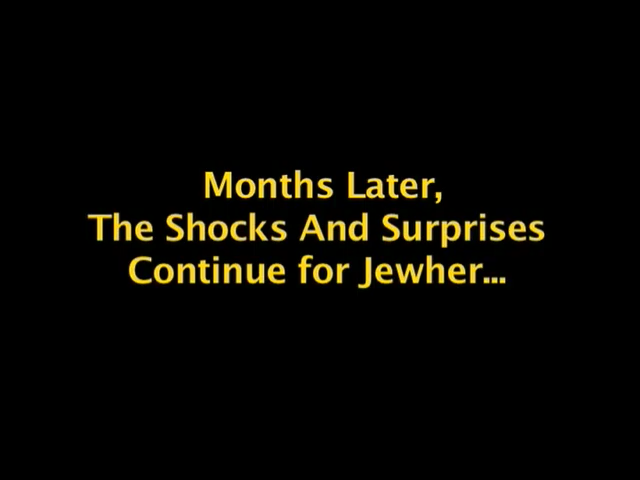 Months Later,
The Shocks And Surprises
Continue for Jewher...